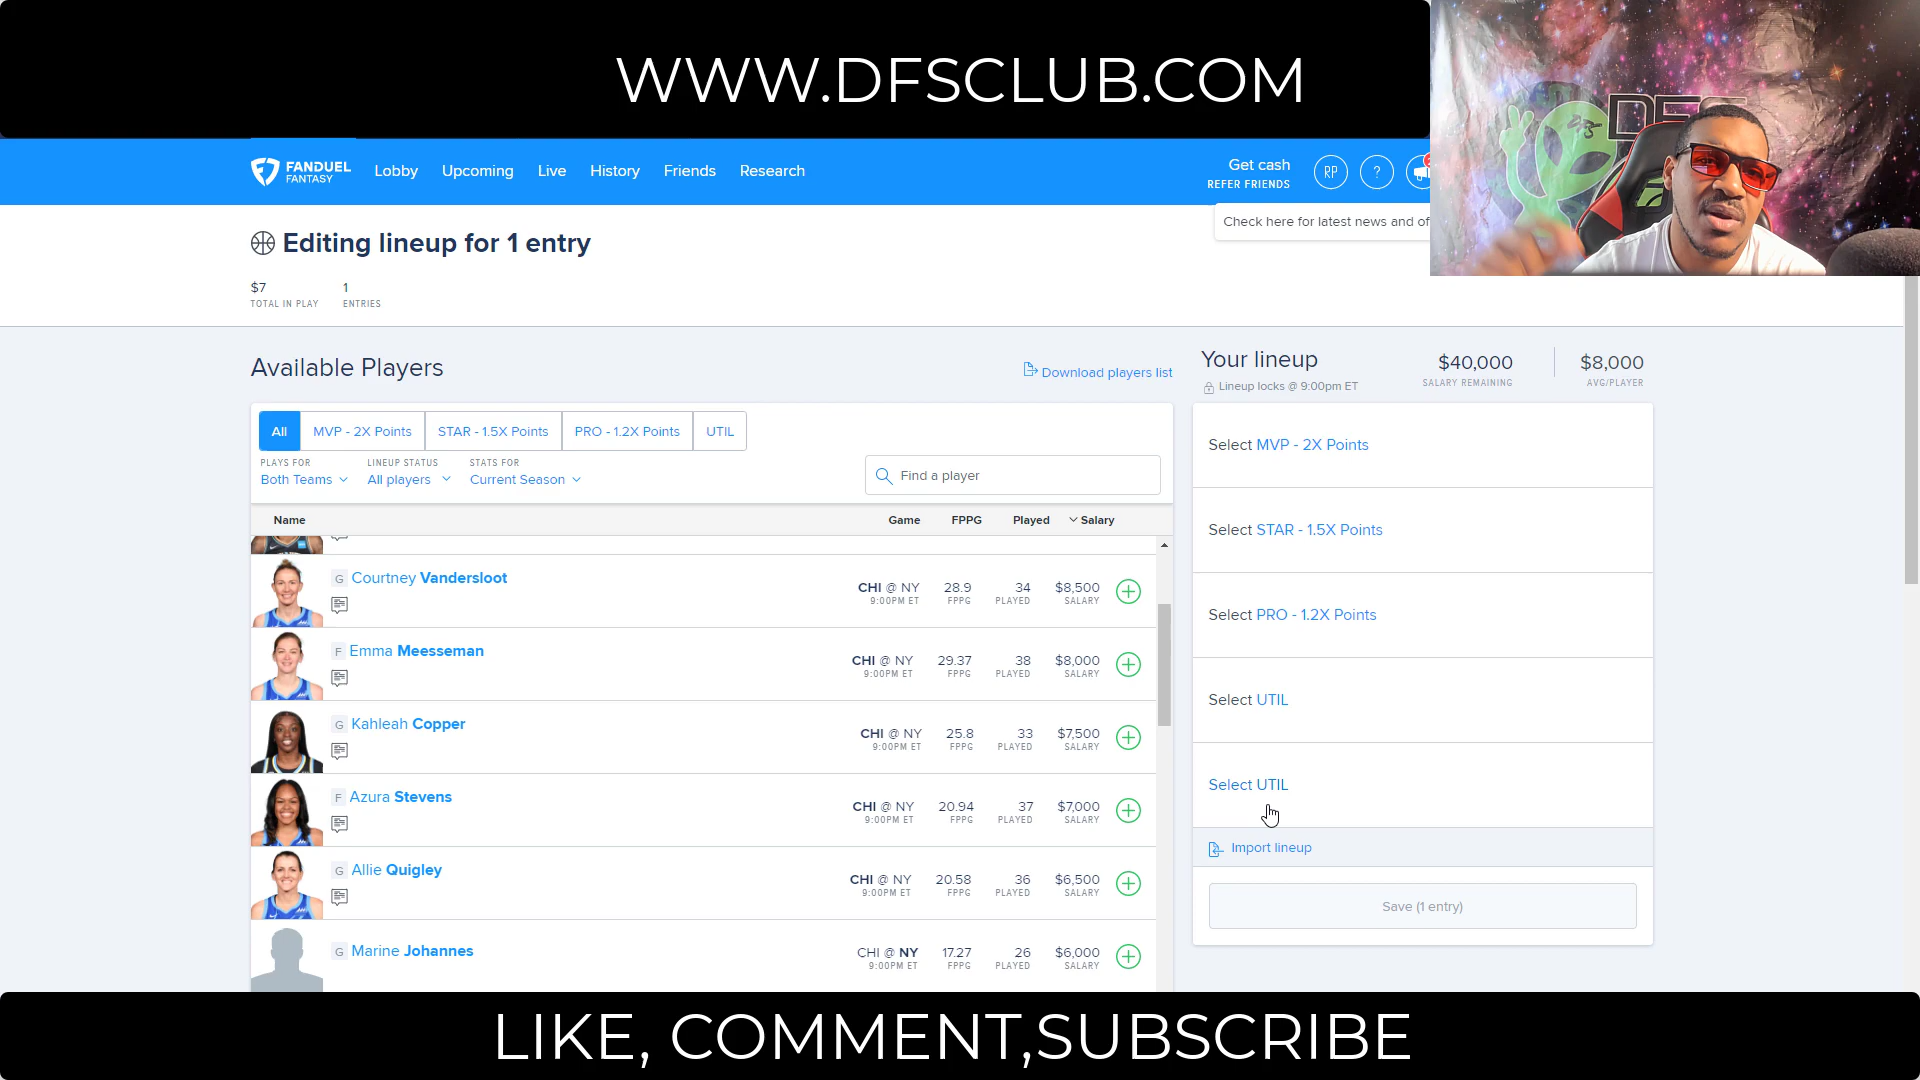 WWW.DFSCLUB.COM
DFS
FANDUEL
FANTASY
Lobby
Upcoming
Live
History
Friends
Research
Get cash
REFER FRIENDS
RP
?
Check here for latest news and of
Editing lineup for 1 entry
$7
TOTAL IN PLAY
1
ENTRIES
Available Players
Download players list
All
MVP - 2X Points
STAR - 1.5X Points
PRO - 1.2X Points
UTIL
PLAYS FOR
Both Teams
LINEUP STATUS
All players
STATS FOR
Current Season
Find a player
Name Game FPPG Played Salary
G Courtney Vandersloot CHI @ NY 28.9 34 $8,500
9:00PM ET FPPG PLAYED SALARY
F Emma Meesseman CHI @ NY 29.37 38 $8,000
9:00PM ET FPPG PLAYED SALARY
G Kahleah Copper CHI @ NY 25.8 33 $7,500
9:00PM ET FPPG PLAYED SALARY
F Azura Stevens CHI @ NY 20.94 37 $7,000
9:00PM ET FPPG PLAYED SALARY
G Allie Quigley CHI @ NY 20.58 36 $6,500
9:00PM ET FPPG PLAYED SALARY
G Marine Johannes CHI @ NY 17.27 26 $6,000
9:00PM ET FPPG PLAYED SALARY
Your lineup
Lineup locks @ 9:00pm ET
$40,000
SALARY REMAINING
$8,000
AVG/PLAYER
Select MVP - 2X Points
Select STAR - 1.5X Points
Select PRO - 1.2X Points
Select UTIL
Select UTIL
Import lineup
Save (1 entry)
LIKE, COMMENT,SUBSCRIBE